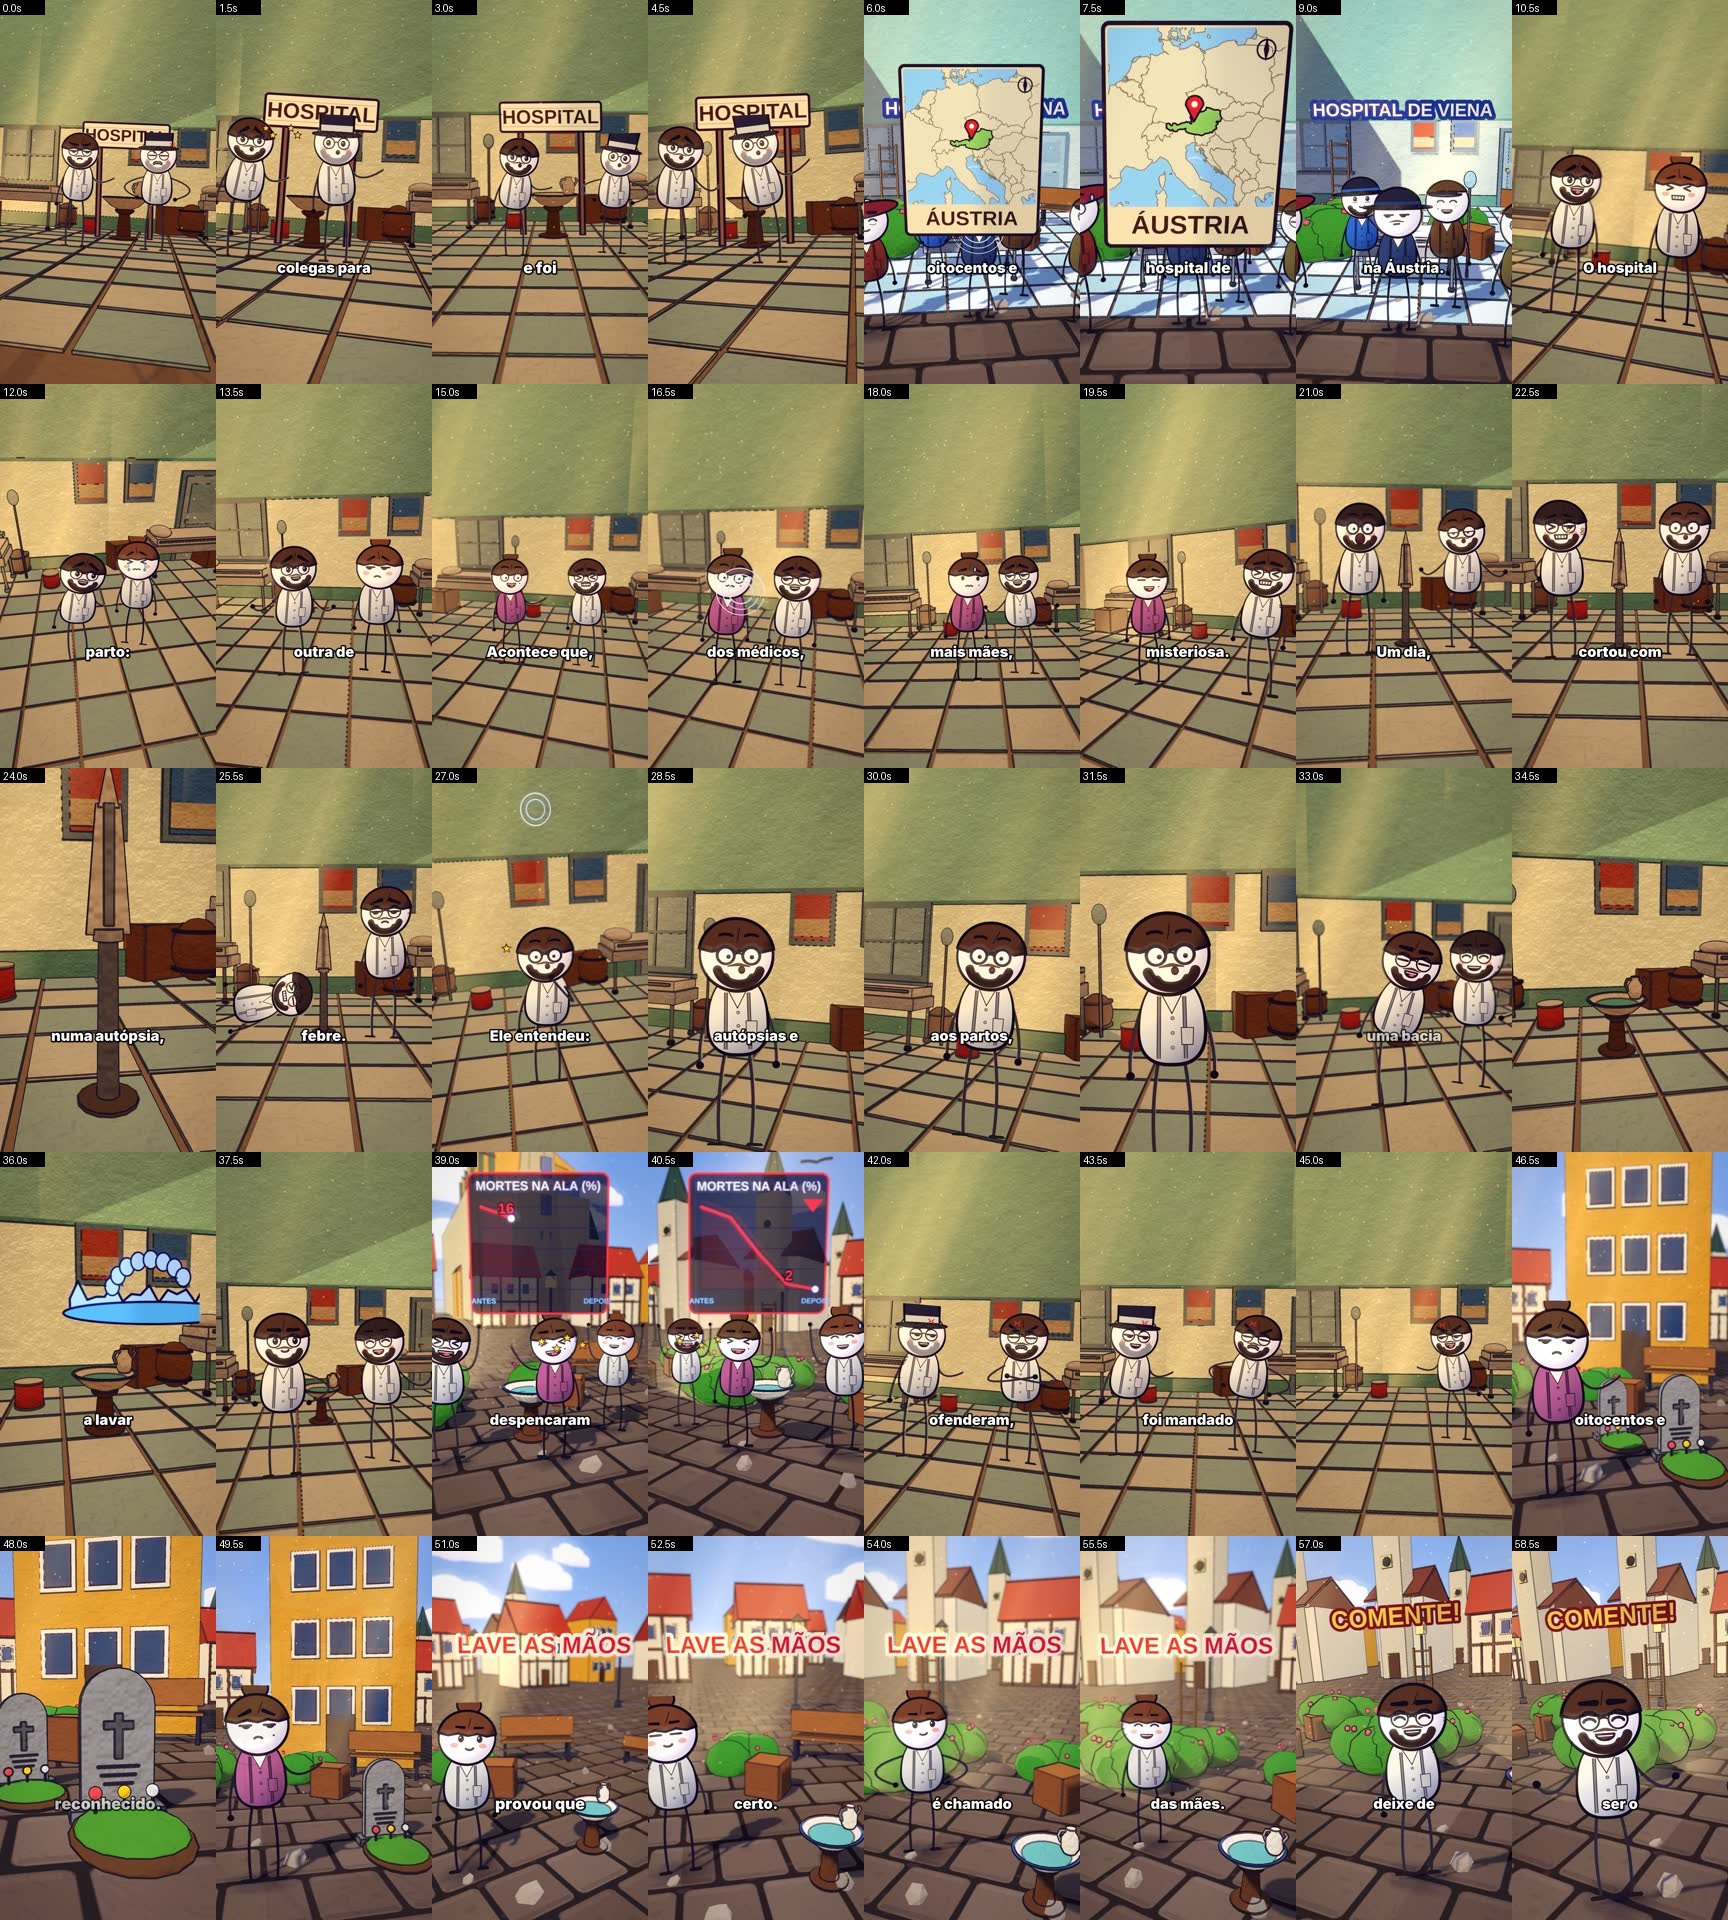 0.0s
HOSPITAL
1.5s
HOSPITAL
colegas para
3.0s
HOSPITAL
e foi
4.5s
HOSPITAL
6.0s
ÁUSTRIA
oitocentos e
7.5s
ÁUSTRIA
hospital de
9.0s
HOSPITAL DE VIENA
na Áustria.
10.5s
O hospital
12.0s
parto:
13.5s
outra de
15.0s
Acontece que,
16.5s
dos médicos,
18.0s
mais mães,
19.5s
misteriosa.
21.0s
Um dia,
22.5s
cortou com
24.0s
numa autópsia,
25.5s
febre.
27.0s
Ele entendeu:
28.5s
autópsias e
30.0s
aos partos,
31.5s
33.0s
uma bacia
34.5s
36.0s
a lavar
37.5s
39.0s
MORTES NA ALA (%)
16
ANTES
DEPOIS
despencaram
40.5s
MORTES NA ALA (%)
2
ANTES
DEPOIS
42.0s
ofenderam,
43.5s
foi mandado
45.0s
46.5s
oitocentos e
48.0s
reconhecido.
49.5s
51.0s
LAVE AS MÃOS
provou que
52.5s
LAVE AS MÃOS
certo.
54.0s
LAVE AS MÃOS
é chamado
55.5s
LAVE AS MÃOS
das mães.
57.0s
COMENTE!
deixe de
58.5s
COMENTE!
ser o